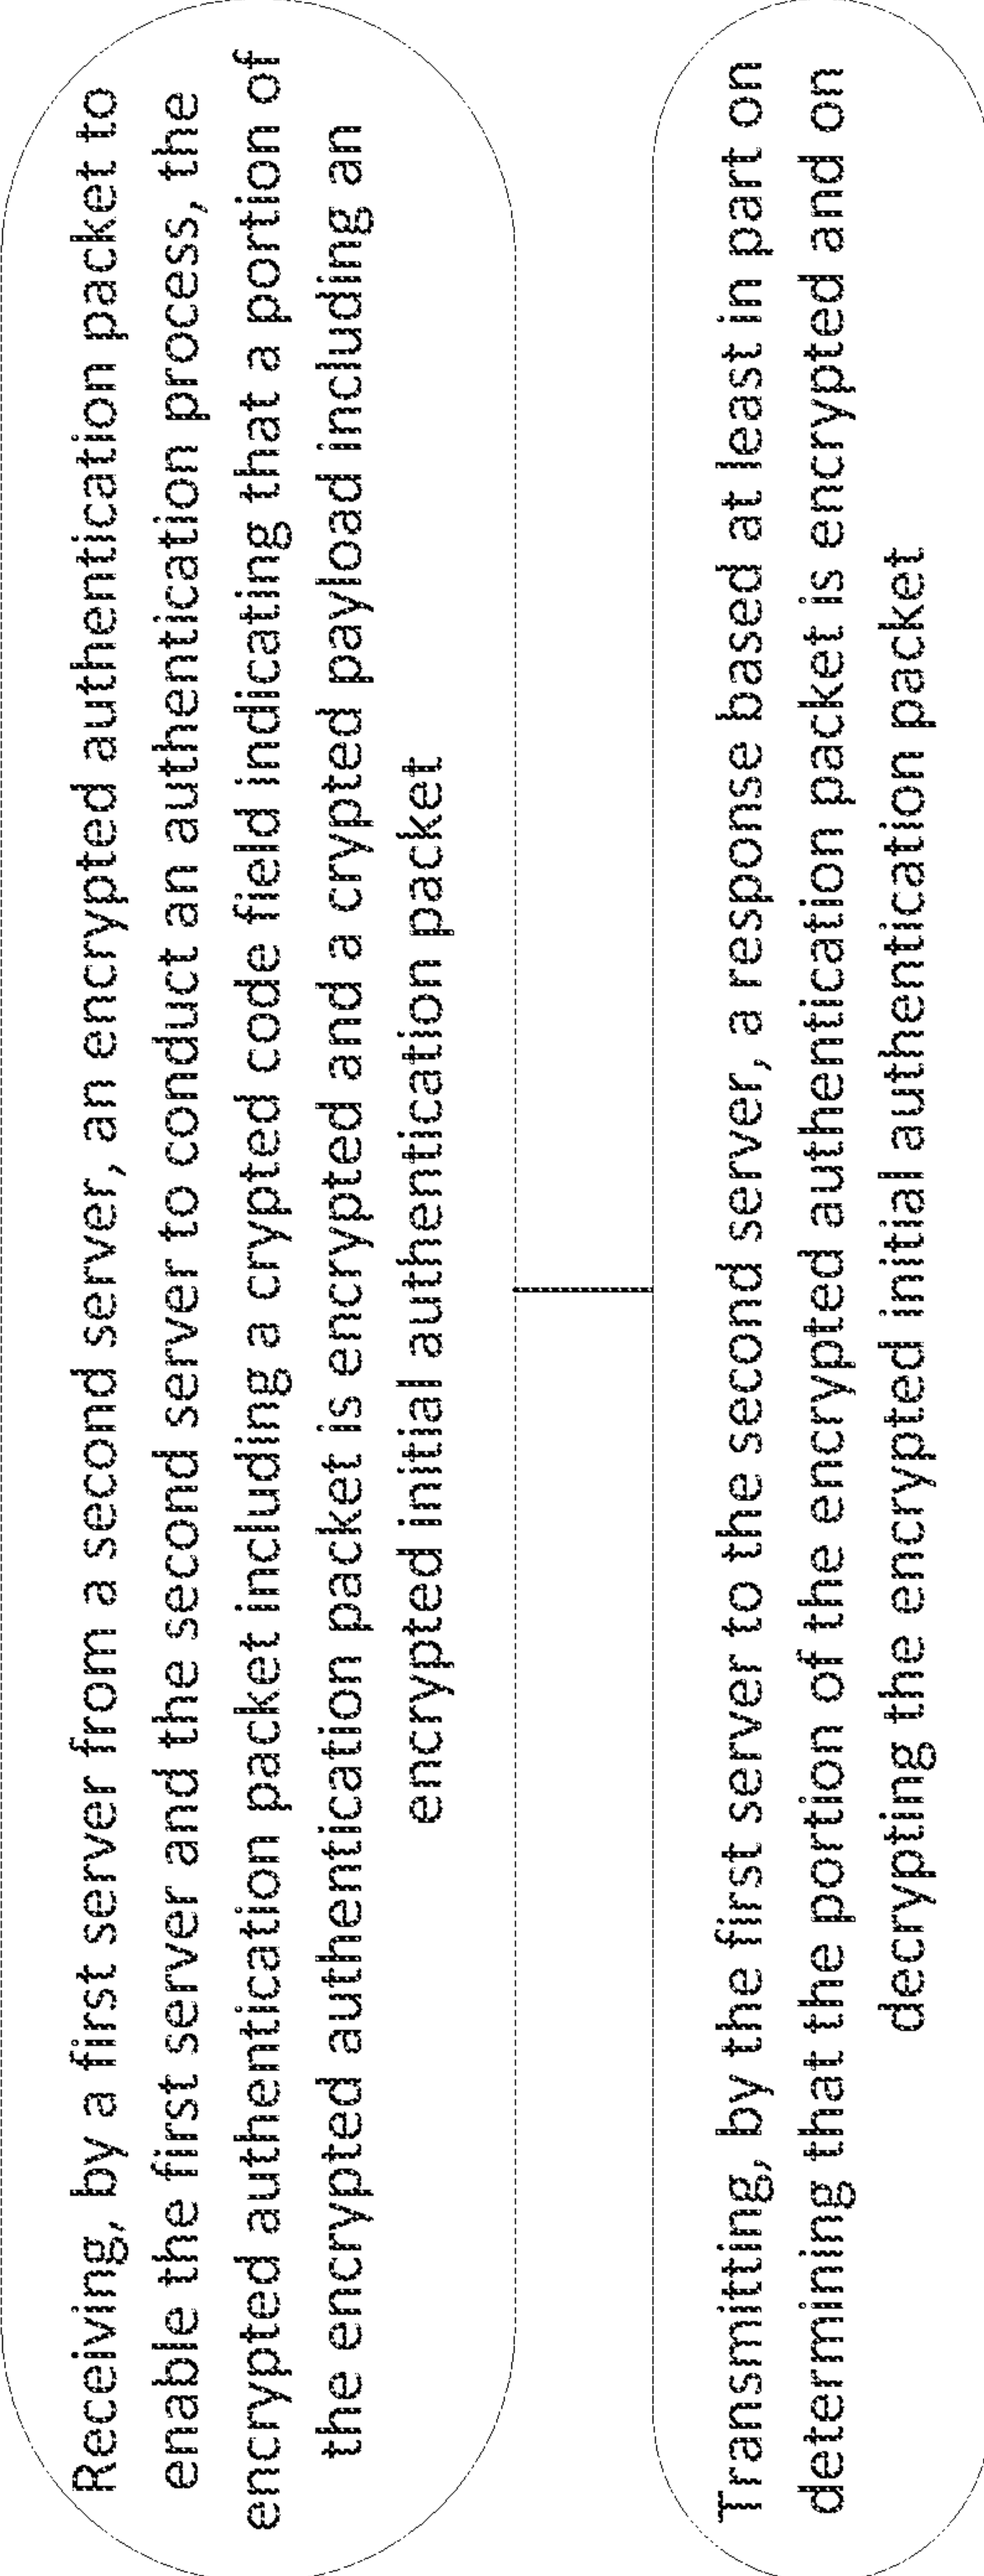 Receiving, by a first server from a second server, an encrypted authentication packet to
enable the first server and the second server to conduct an authentication process, the
encrypted authentication packet including a crypted code field indicating that a portion of
the encrypted authentication packet is encrypted and a crypted payload including an
encrypted initial authentication packet
Transmitting, by the first server to the second server, a response based at least in part on
determining that the portion of the encrypted authentication packet is encrypted and on
decrypting the encrypted initial authentication packet